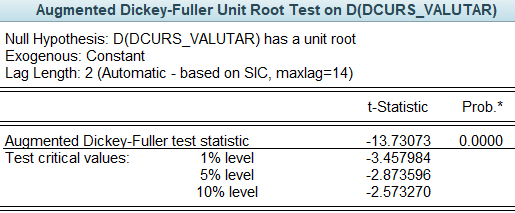 Augmented Dickey-Fuller Unit Root Test on D(DCURS_VALUTAR)
Null Hypothesis: D(DCURS_VALUTAR) has a unit root
Exogenous: Constant
Lag Length: 2 (Automatic - based on SIC, maxlag=14)
t-Statistic Prob.*
Augmented Dickey-Fuller test statistic -13.73073 0.0000
Test critical values: 1% level -3.457984
5% level -2.873596
10% level -2.573270